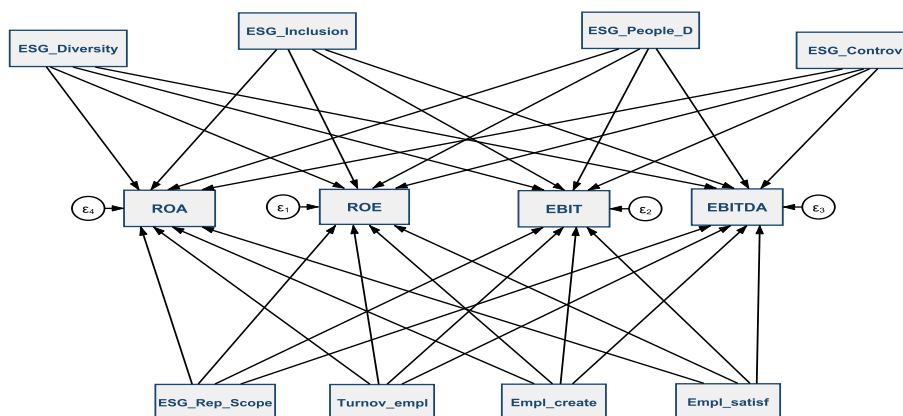 ESG_Diversity
ESG_Inclusion
ESG_People_D
ESG_Controv
ε₄
ROA
ε₁
ROE
EBIT
ε₂
EBITDA
ε₃
ESG_Rep_Scope
Turnov_empl
Empl_create
Empl_satisf